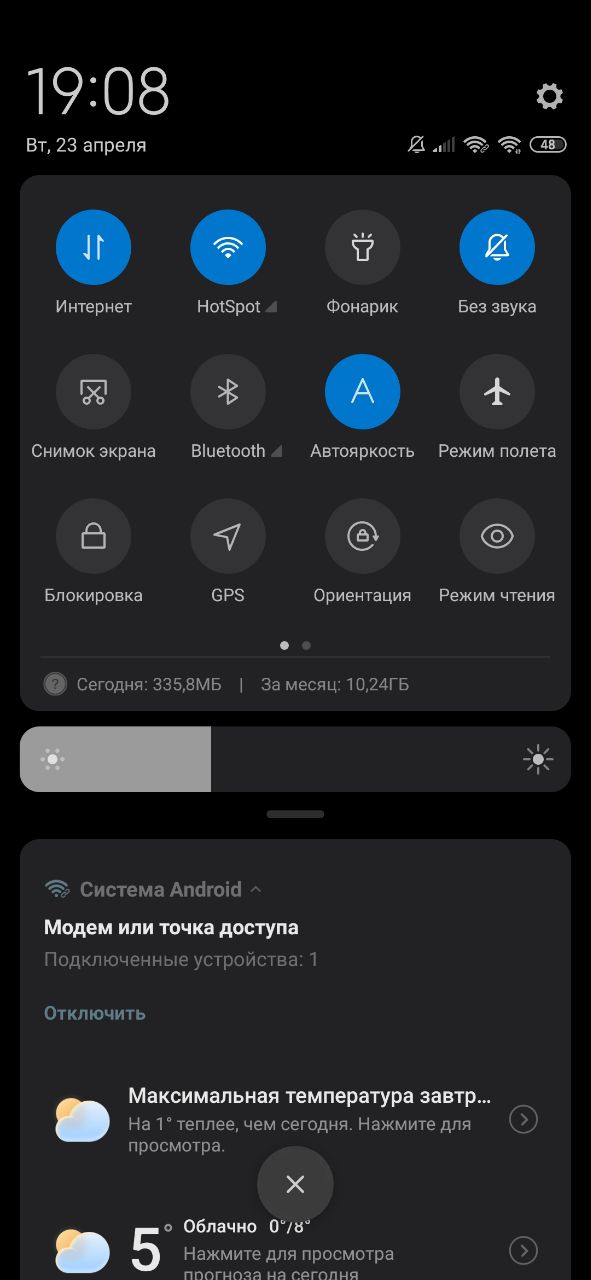 19:08
Вт, 23 апреля
48
Интернет
HotSpot
Фонарик
Без звука
Снимок экрана
Bluetooth
A
Автояркость
Режим полета
Блокировка
GPS
Ориентация
Режим чтения
? Сегодня: 335,8МБ | За месяц: 10,24ГБ
Система Android
Модем или точка доступа
Подключенные устройства: 1
Отключить
Максимальная температура завтр...
На 1° теплее, чем сегодня. Нажмите для
просмотра.
5° Облачно 0°/8°
Нажмите для просмотра
прогноза на сегодня